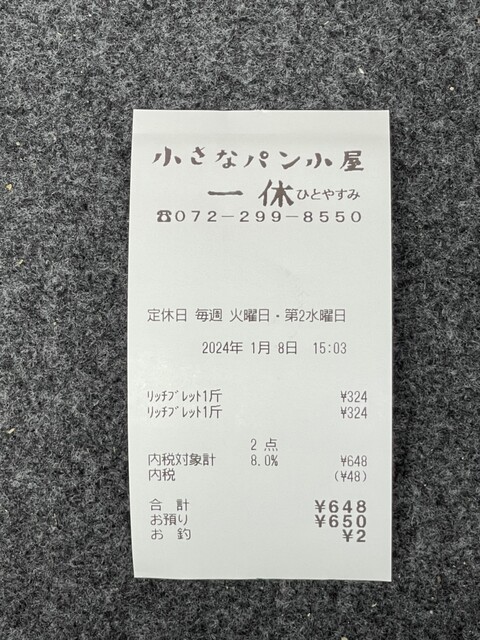 小さなパン小屋
一休ひとやすみ
☎072-299-8550
定休日 毎週 火曜日・第2水曜日
2024年 1月 8日 15:03
ﾘｯﾁﾌﾞﾚｯﾄ1斤 ¥324
ﾘｯﾁﾌﾞﾚｯﾄ1斤 ¥324
2 点
内税対象計 8.0% ¥648
内税 (¥48)
合 計 ¥648
お預り ¥650
お 釣 ¥2